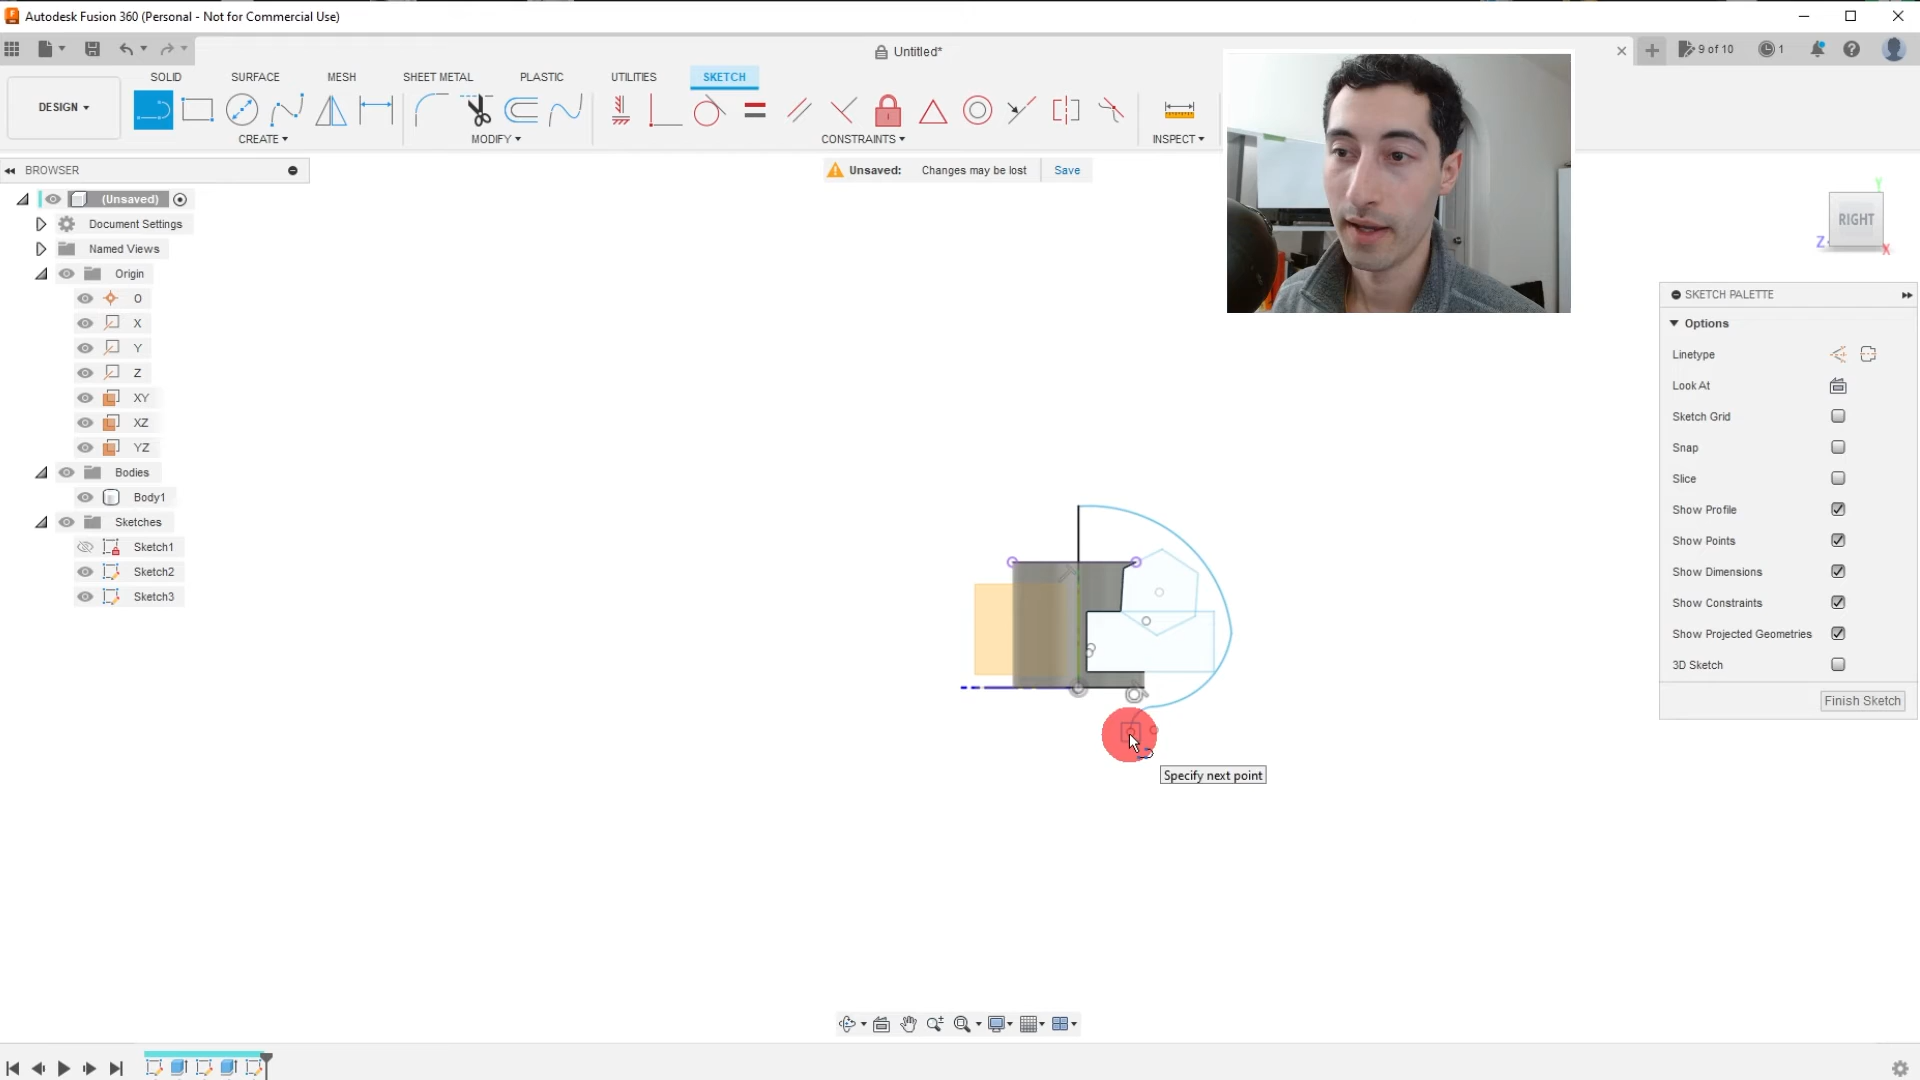 Autodesk Fusion 360 (Personal - Not for Commercial Use)
Untitled*
9 of 10
1
SOLID
SURFACE
MESH
SHEET METAL
PLASTIC
UTILITIES
SKETCH
DESIGN
CREATE
MODIFY
CONSTRAINTS
INSPECT
BROWSER
Unsaved: Changes may be lost Save
(Unsaved)
Document Settings
Named Views
Origin
O
X
Y
Z
XY
XZ
YZ
Bodies
Body1
Sketches
Sketch1
Sketch2
Sketch3
Y
RIGHT
Z
X
SKETCH PALETTE
Options
Linetype
Look At
Sketch Grid
Snap
Slice
Show Profile
Show Points
Show Dimensions
Show Constraints
Show Projected Geometries
3D Sketch
Finish Sketch
Specify next point